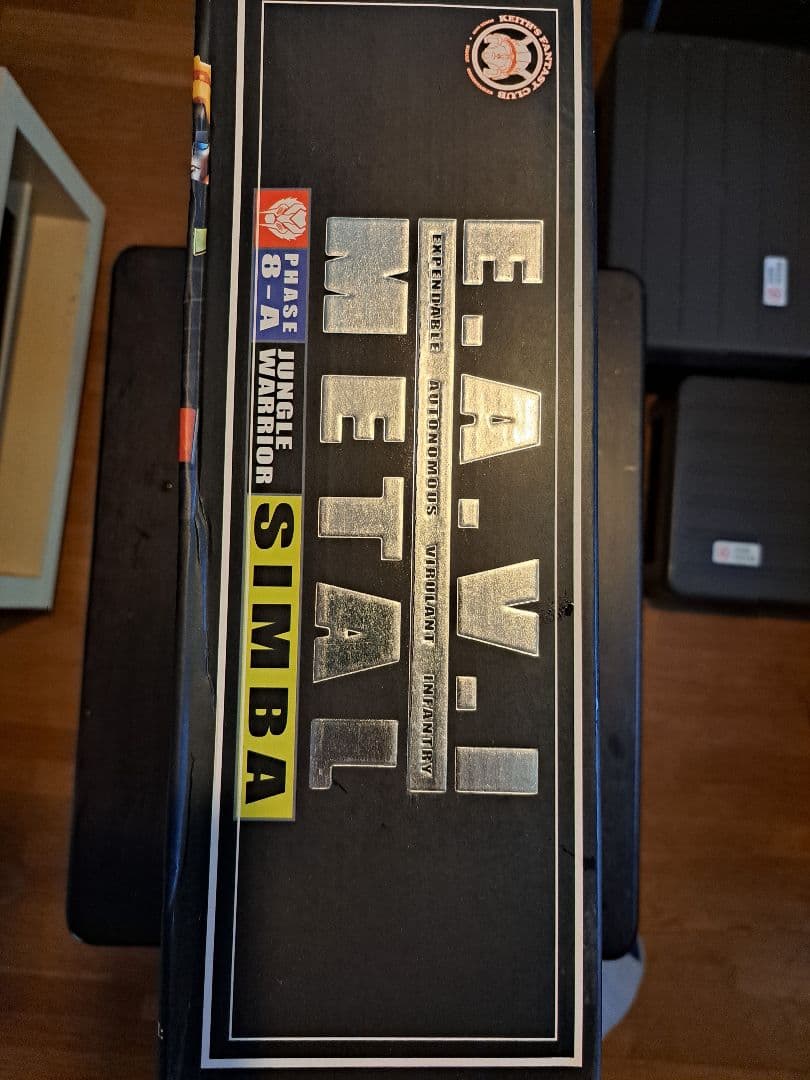 KEITH'S FANTASY CLUB
E.A.V.I
EXPENDABLE AUTONOMOUS VIRULANT INFANTRY
METAL
PHASE
8-A
JUNGLE
WARRIOR
SIMBA